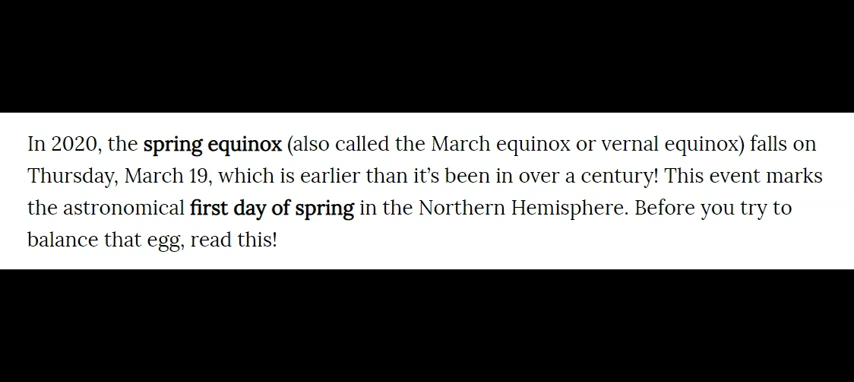 In 2020, the spring equinox (also called the March equinox or vernal equinox) falls on
Thursday, March 19, which is earlier than it’s been in over a century! This event marks
the astronomical first day of spring in the Northern Hemisphere. Before you try to
balance that egg, read this!